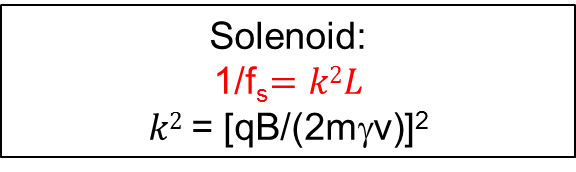 Solenoid:
1/fₛ= k²L
k² = [qB/(2mγv)]²